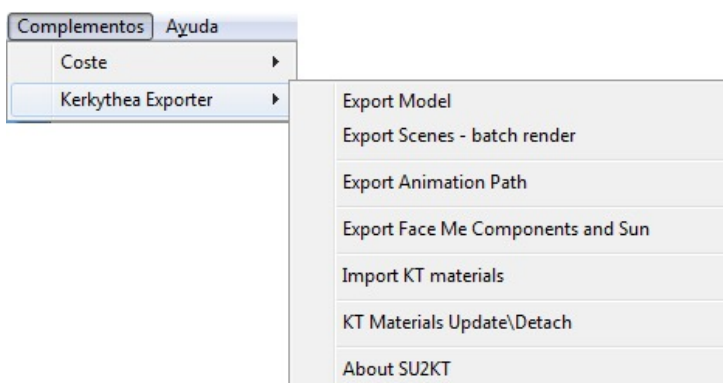 Complementos Ayuda
Coste
Kerkythea Exporter
Export Model
Export Scenes - batch render
Export Animation Path
Export Face Me Components and Sun
Import KT materials
KT Materials Update\Detach
About SU2KT